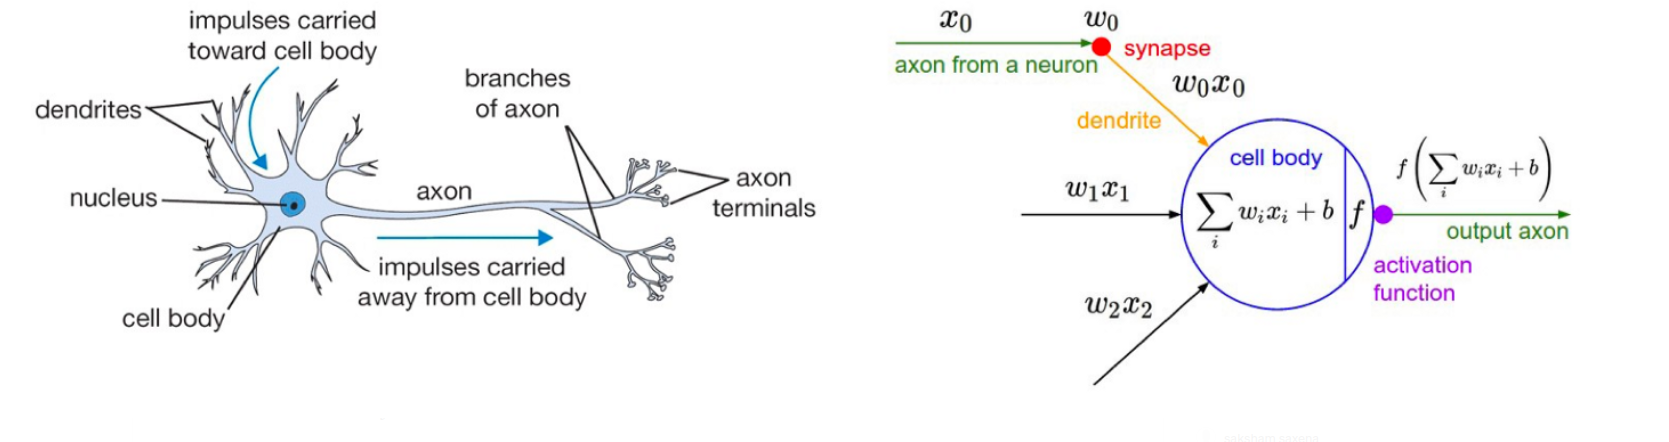 impulses carried
toward cell body
dendrites
branches
of axon
nucleus
axon
axon
terminals
impulses carried
away from cell body
cell body
x₀
w₀
synapse
axon from a neuron
w₀x₀
dendrite
cell body
f(∑ᵢ wᵢxᵢ + b)
w₁x₁
∑ᵢ wᵢxᵢ + b
f
output axon
activation
function
w₂x₂